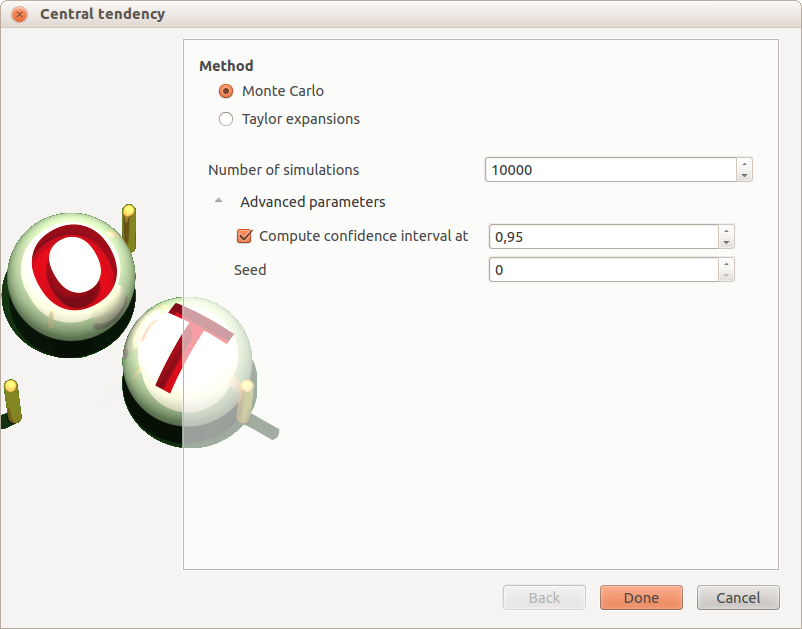 Central tendency
Method
Monte Carlo
Taylor expansions
Number of simulations 10000
Advanced parameters
Compute confidence interval at 0,95
Seed 0
O
T
Back Done Cancel